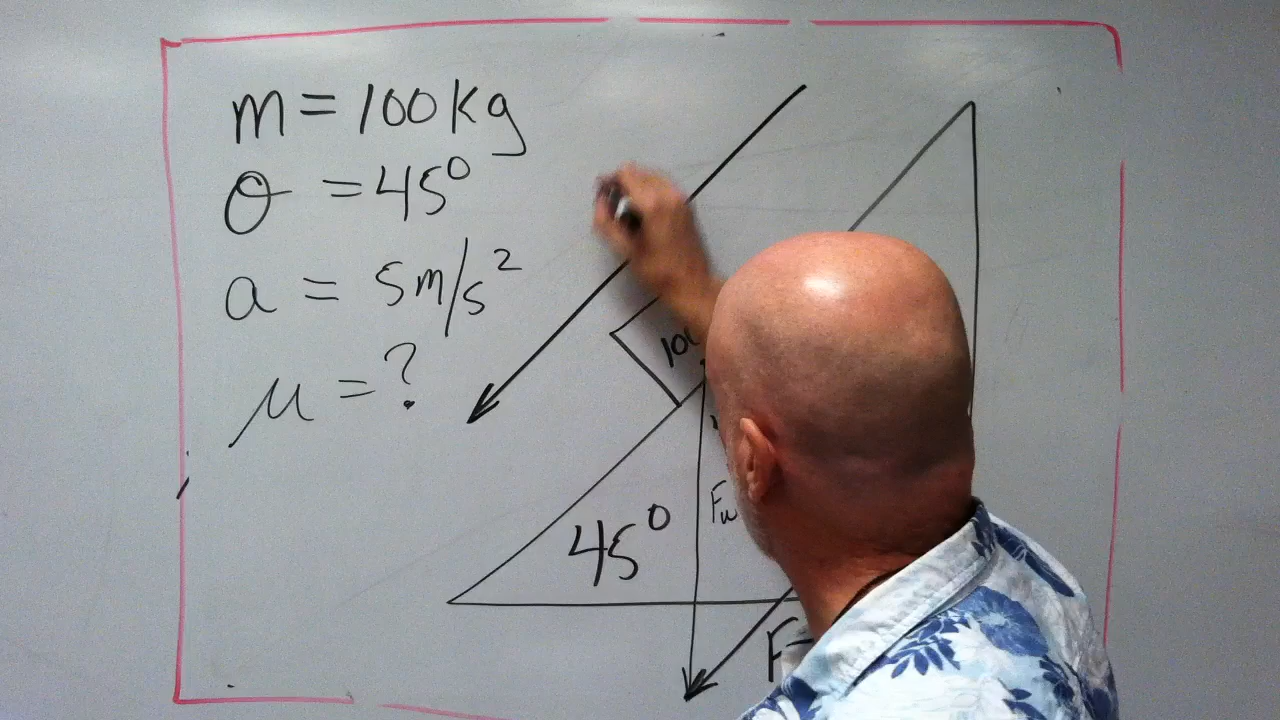 m = 100 kg
θ = 45°
a = 5 m/s²
μ = ?
45°